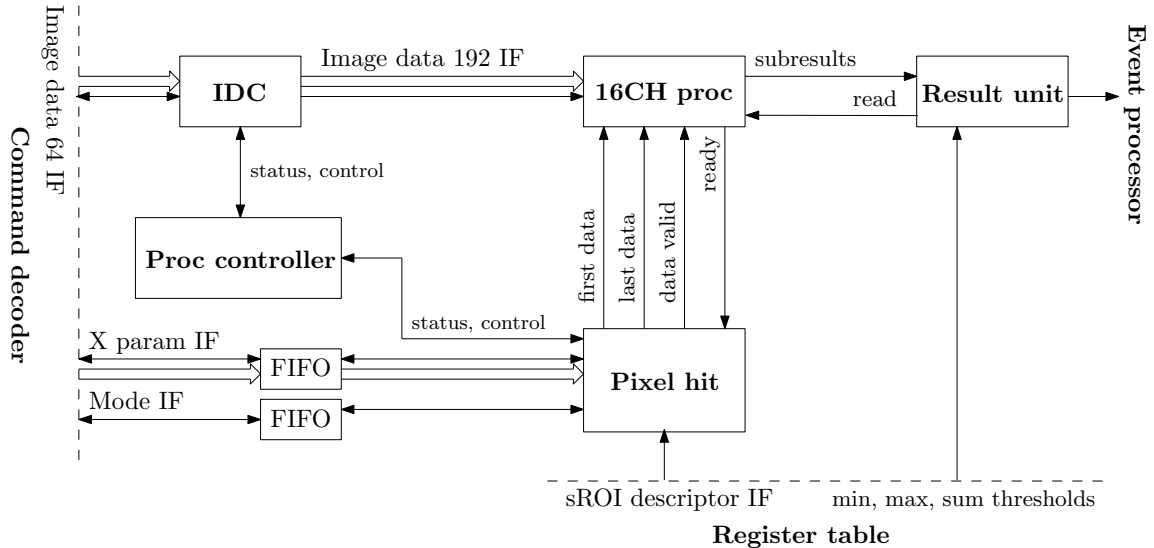 Image data 64 IF
Command decoder
IDC
Image data 192 IF
16CH proc
subresults
read
Result unit
Event processor
status, control
Proc controller
first data
last data
data valid
ready
status, control
X param IF
FIFO
Mode IF
FIFO
Pixel hit
sROI descriptor IF
min, max, sum thresholds
Register table